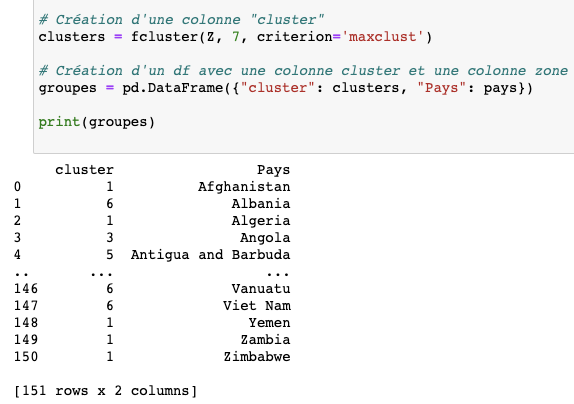 # Création d'une colonne "cluster"
clusters = fcluster(Z, 7, criterion='maxclust')
# Création d'un df avec une colonne cluster et une colonne zone
groupes = pd.DataFrame({"cluster": clusters, "Pays": pays})
print(groupes)
cluster Pays
0 1 Afghanistan
1 6 Albania
2 1 Algeria
3 3 Angola
4 5 Antigua and Barbuda
.. ... ...
146 6 Vanuatu
147 6 Viet Nam
148 1 Yemen
149 1 Zambia
150 1 Zimbabwe
[151 rows x 2 columns]